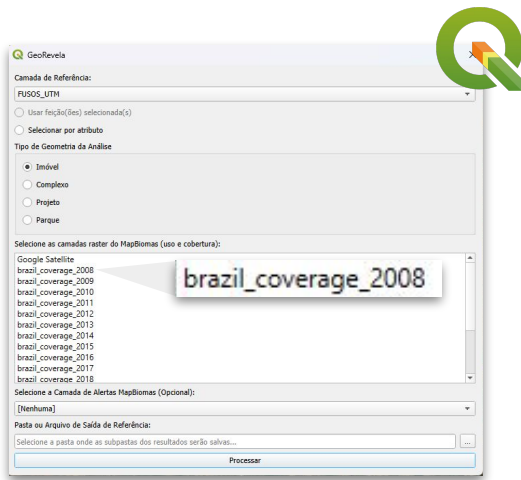 GeoRevela
Camada de Referência:
FUSOS_UTM
Usar feição(ões) selecionada(s)
Selecionar por atributo
Tipo de Geometria da Análise
Imóvel
Complexo
Projeto
Parque
Selecione as camadas raster do MapBiomas (uso e cobertura):
Google Satellite
brazil_coverage_2008
brazil_coverage_2009
brazil_coverage_2010
brazil_coverage_2011
brazil_coverage_2012
brazil_coverage_2013
brazil_coverage_2014
brazil_coverage_2015
brazil_coverage_2016
brazil_coverage_2017
brazil_coverage_2018
brazil_coverage_2008
Selecione a Camada de Alertas MapBiomas (Opcional):
[Nenhuma]
Pasta ou Arquivo de Saída de Referência:
Selecione a pasta onde as subpastas dos resultados serão salvas...
...
Processar